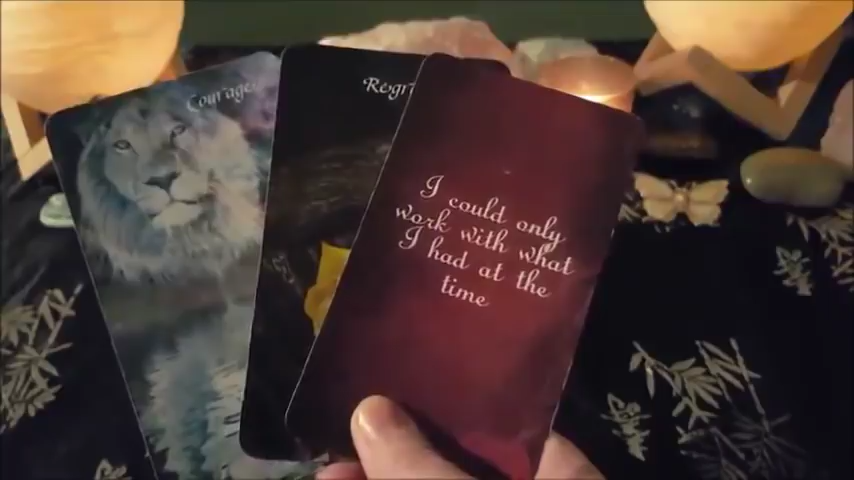 Courage
I could only
work with what
I had at the
time